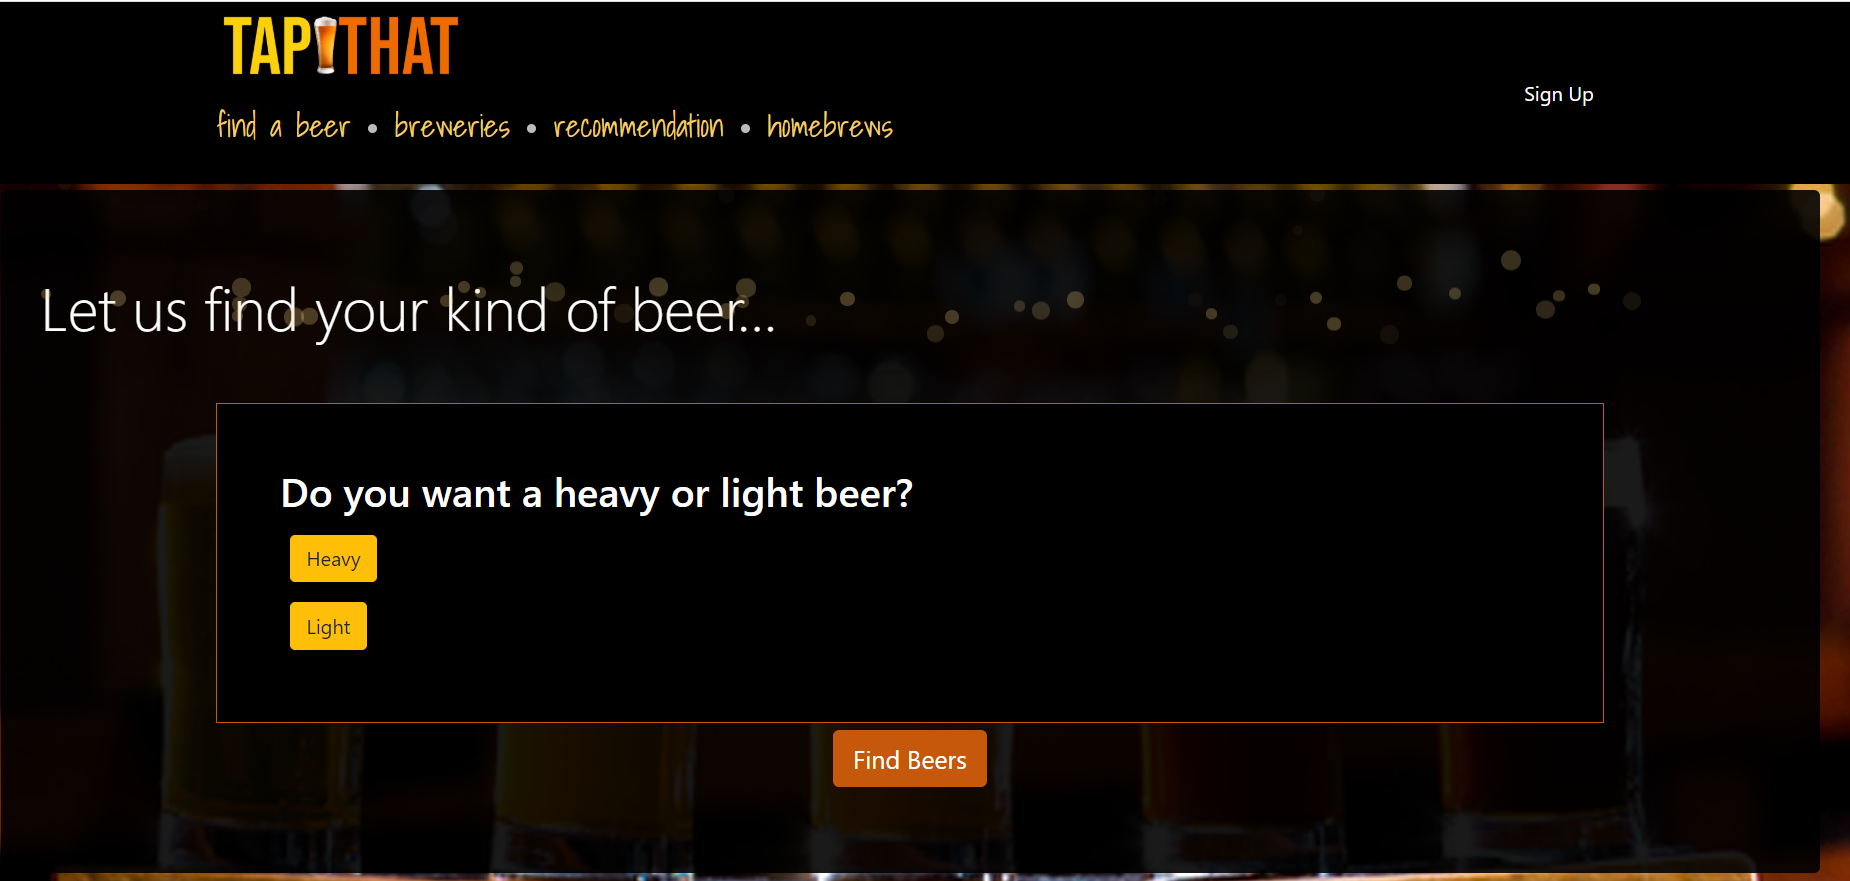 TAP THAT
find a beer • breweries • recommendation • homebrews
Sign Up
Let us find your kind of beer...
Do you want a heavy or light beer?
Heavy
Light
Find Beers